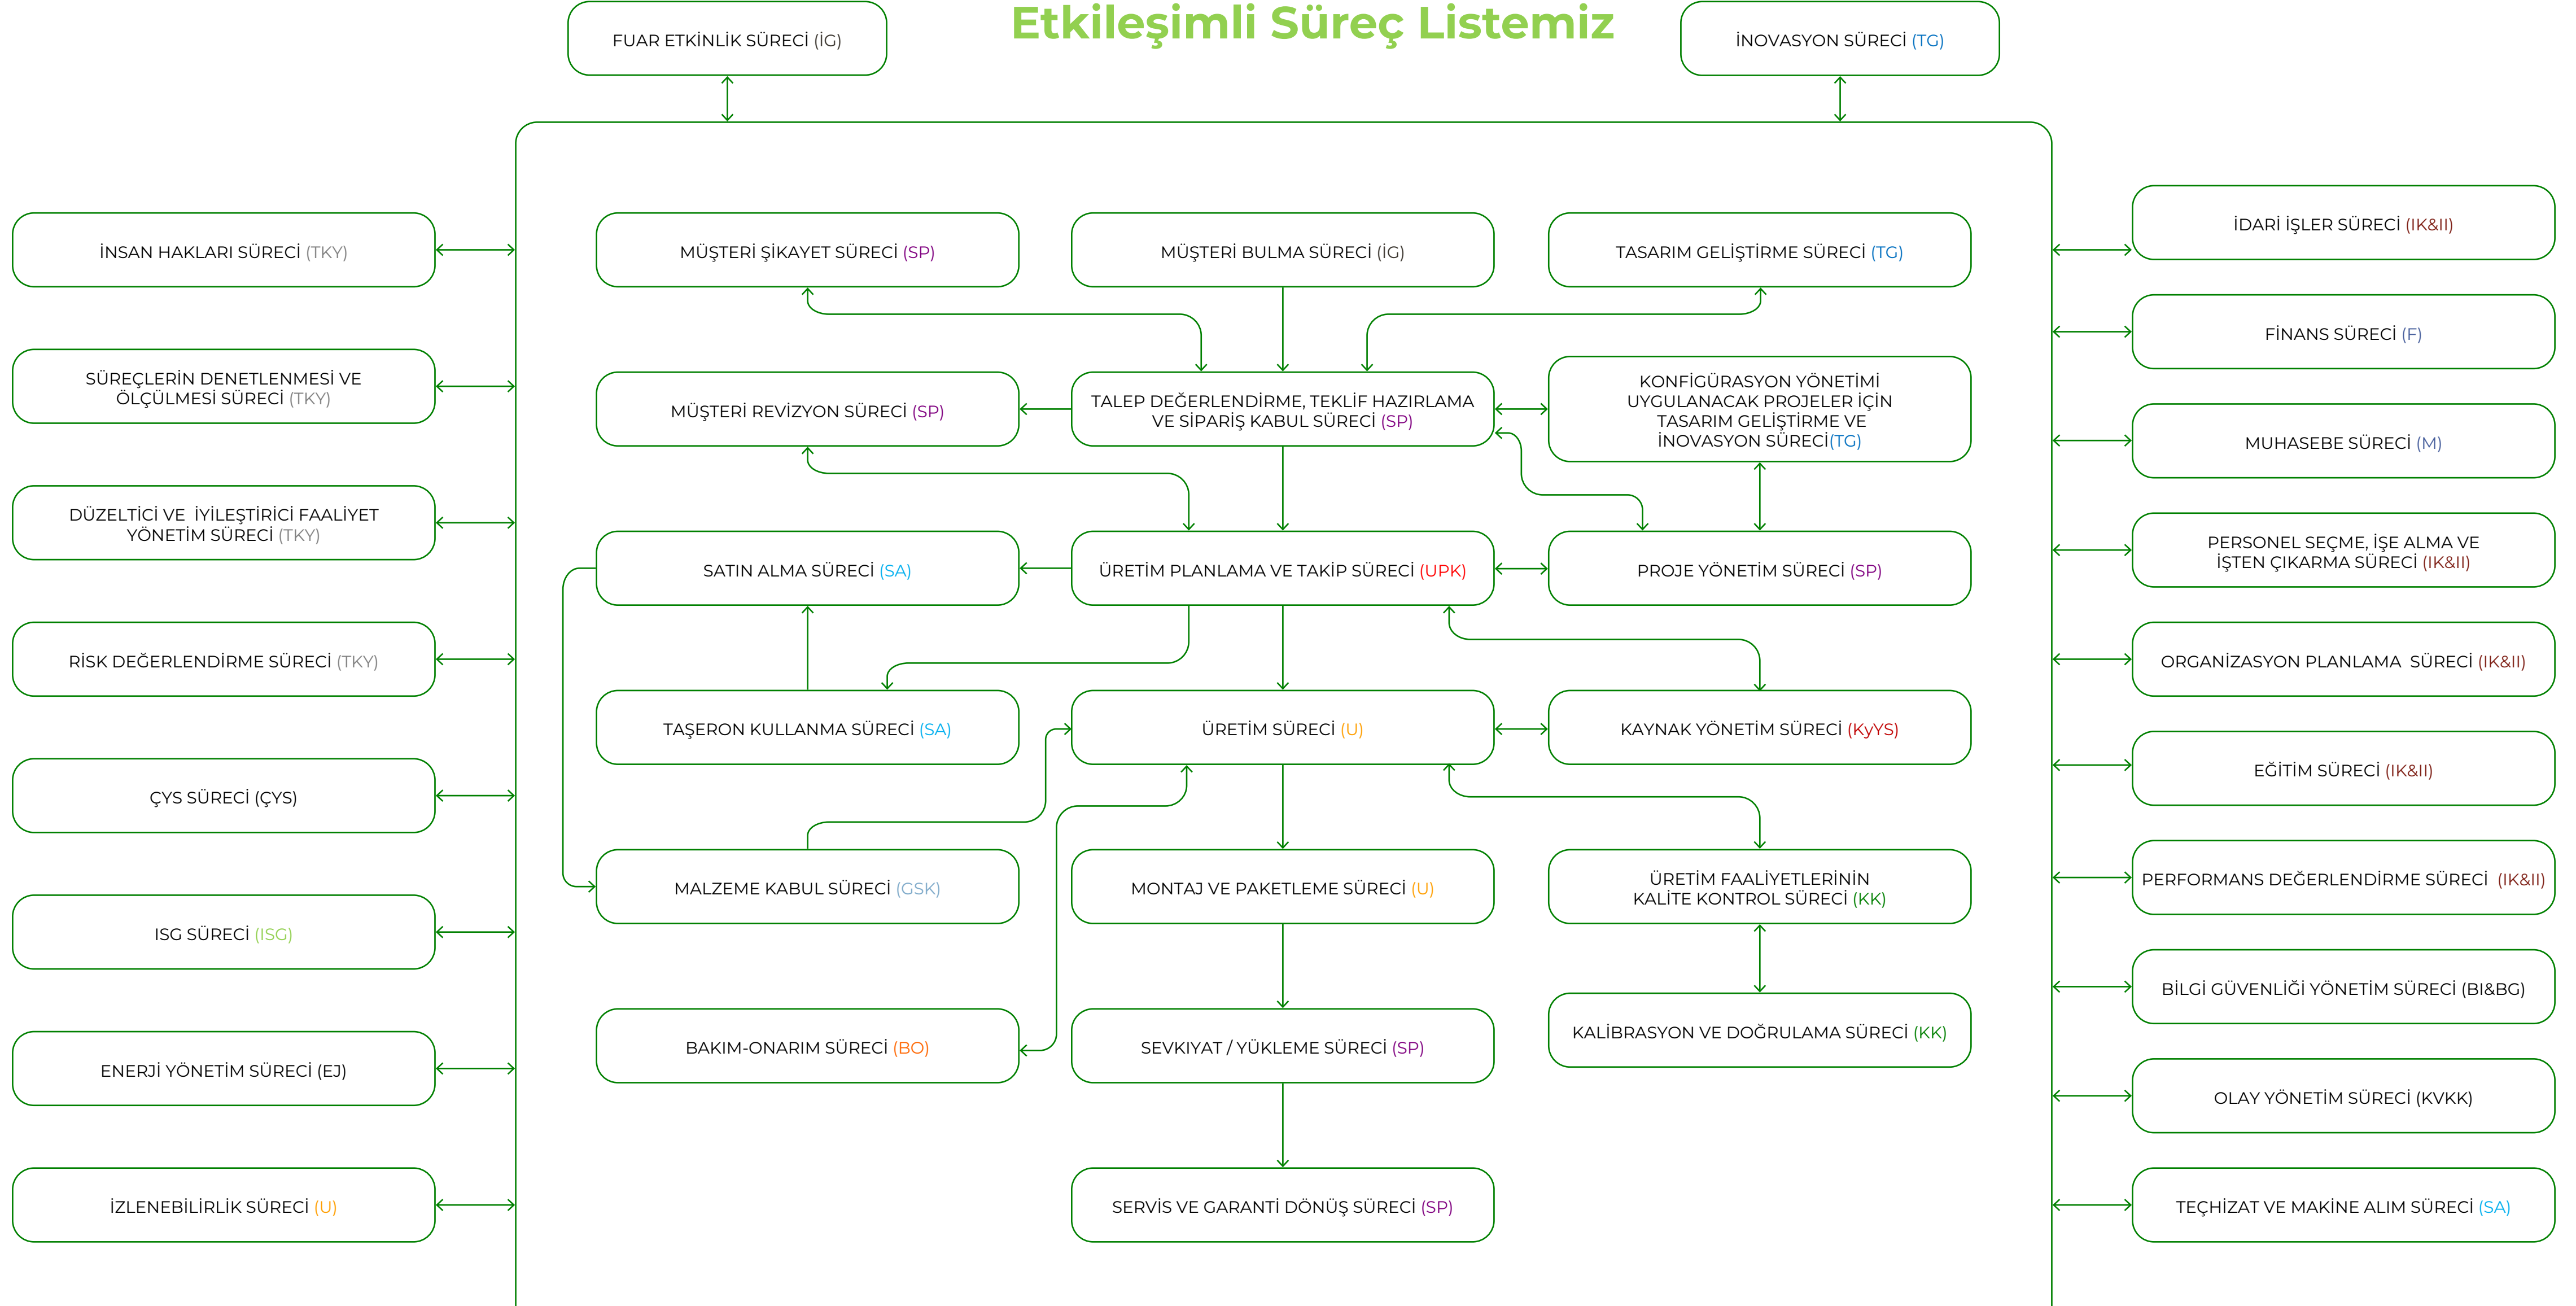 Etkileşimli Süreç Listemiz
FUAR ETKİNLİK SÜRECİ (İG)
İNOVASYON SÜRECİ (TG)
İNSAN HAKLARI SÜRECİ (TKY)
SÜREÇLERİN DENETLENMESİ VE
ÖLÇÜLMESİ SÜRECİ (TKY)
DÜZELTİCİ VE  İYİLEŞTİRİCİ FAALİYET
YÖNETİM SÜRECİ (TKY)
RİSK DEĞERLENDİRME SÜRECİ (TKY)
ÇYS SÜRECİ (ÇYS)
ISG SÜRECİ (ISG)
ENERJİ YÖNETİM SÜRECİ (EJ)
İZLENEBİLİRLİK SÜRECİ (U)
MÜŞTERİ ŞİKAYET SÜRECİ (SP)
MÜŞTERİ BULMA SÜRECİ (İG)
TASARIM GELİŞTİRME SÜRECİ (TG)
MÜŞTERİ REVİZYON SÜRECİ (SP)
TALEP DEĞERLENDİRME, TEKLİF HAZIRLAMA
VE SİPARİŞ KABUL SÜRECİ (SP)
KONFİGÜRASYON YÖNETİMİ
UYGULANACAK PROJELER İÇİN
TASARIM GELİŞTİRME VE
İNOVASYON SÜRECİ(TG)
SATIN ALMA SÜRECİ (SA)
ÜRETİM PLANLAMA VE TAKİP SÜRECİ (UPK)
PROJE YÖNETİM SÜRECİ (SP)
TAŞERON KULLANMA SÜRECİ (SA)
ÜRETİM SÜRECİ (U)
KAYNAK YÖNETİM SÜRECİ (KyYS)
MALZEME KABUL SÜRECİ (GSK)
MONTAJ VE PAKETLEME SÜRECİ (U)
ÜRETİM FAALİYETLERİNİN
KALİTE KONTROL SÜRECİ (KK)
BAKIM-ONARIM SÜRECİ (BO)
SEVKIYAT / YÜKLEME SÜRECİ (SP)
KALİBRASYON VE DOĞRULAMA SÜRECİ (KK)
SERVİS VE GARANTİ DÖNÜŞ SÜRECİ (SP)
İDARİ İŞLER SÜRECİ (IK&II)
FİNANS SÜRECİ (F)
MUHASEBE SÜRECİ (M)
PERSONEL SEÇME, İŞE ALMA VE
İŞTEN ÇIKARMA SÜRECİ (IK&II)
ORGANİZASYON PLANLAMA  SÜRECİ (IK&II)
EĞİTİM SÜRECİ (IK&II)
PERFORMANS DEĞERLENDİRME SÜRECİ  (IK&II)
BİLGİ GÜVENLİĞİ YÖNETİM SÜRECİ (BI&BG)
OLAY YÖNETİM SÜRECİ (KVKK)
TEÇHİZAT VE MAKİNE ALIM SÜRECİ (SA)